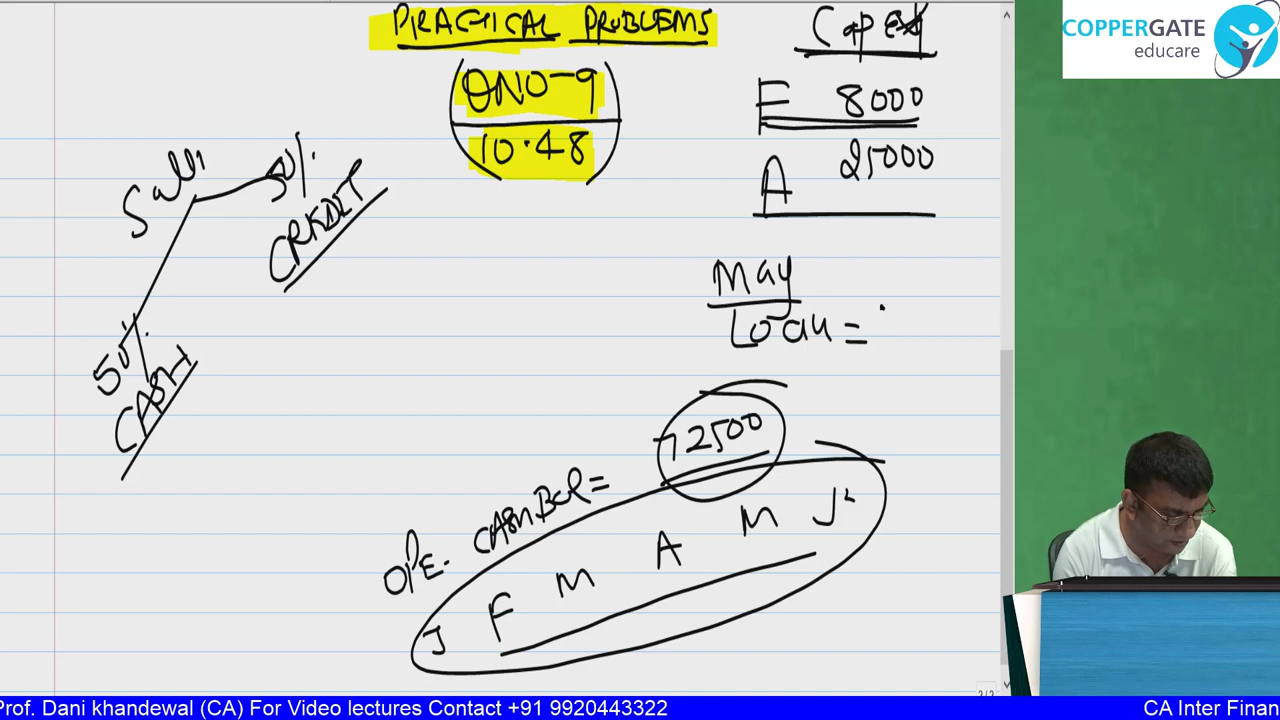 PRACTICAL PROBLEMS
QNO-9
10.48
CapEx
F 8000
A 25000
Sales
50%
CREDIT
50%
CASH
May
Loan =
OPE. CASH Bal = 72500
J F M A M J
COPPERGATE
educare
Prof. Dani khandewal (CA) For Video lectures Contact +91 9920443322
CA Inter Finan